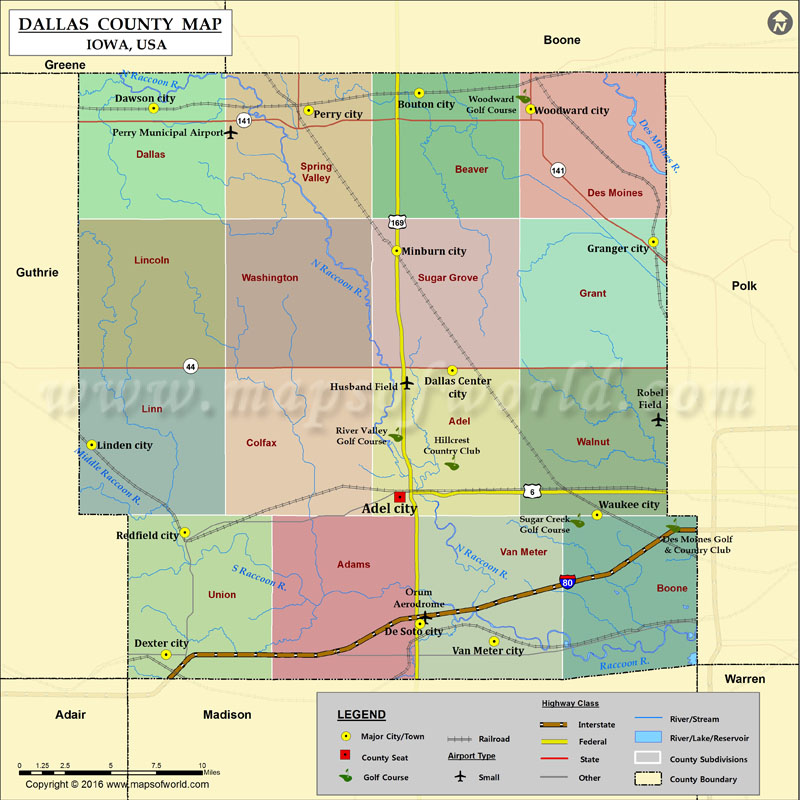 DALLAS COUNTY MAP
IOWA, USA
N
Greene
Boone
N Raccoon R.
Dawson city
Perry city
Bouton city
Woodward
Golf Course
Woodward city
141
Perry Municipal Airport
Dallas
Spring
Valley
Beaver
141
Des Moines
Des Moines R.
169
Granger city
Minburn city
Guthrie
Lincoln
Washington
N Raccoon R.
Sugar Grove
Grant
Polk
44
www.mapsofworld.com
Husband Field
Dallas Center
city
Robel
Field
Linn
Adel
River Valley
Golf Course
Hillcrest
Country Club
Linden city
Colfax
Walnut
Middle Raccoon R.
6
Adel city
Waukee city
Sugar Creek
Golf Course
Redfield city
Des Moines Golf
& Country Club
N Raccoon R.
Van Meter
Adams
S Raccoon R.
80
Union
Orum
Aerodrome
Boone
De Soto city
Dexter city
Van Meter city
Raccoon R.
Warren
Adair
Madison
LEGEND
Major City/Town
County Seat
Golf Course
Railroad
Airport Type
Small
Highway Class
Interstate
Federal
State
Other
River/Stream
River/Lake/Reservoir
County Subdivisions
County Boundary
0 1.25 2.5 5 7.5 10
Miles
Copyright © 2016 www.mapsofworld.com